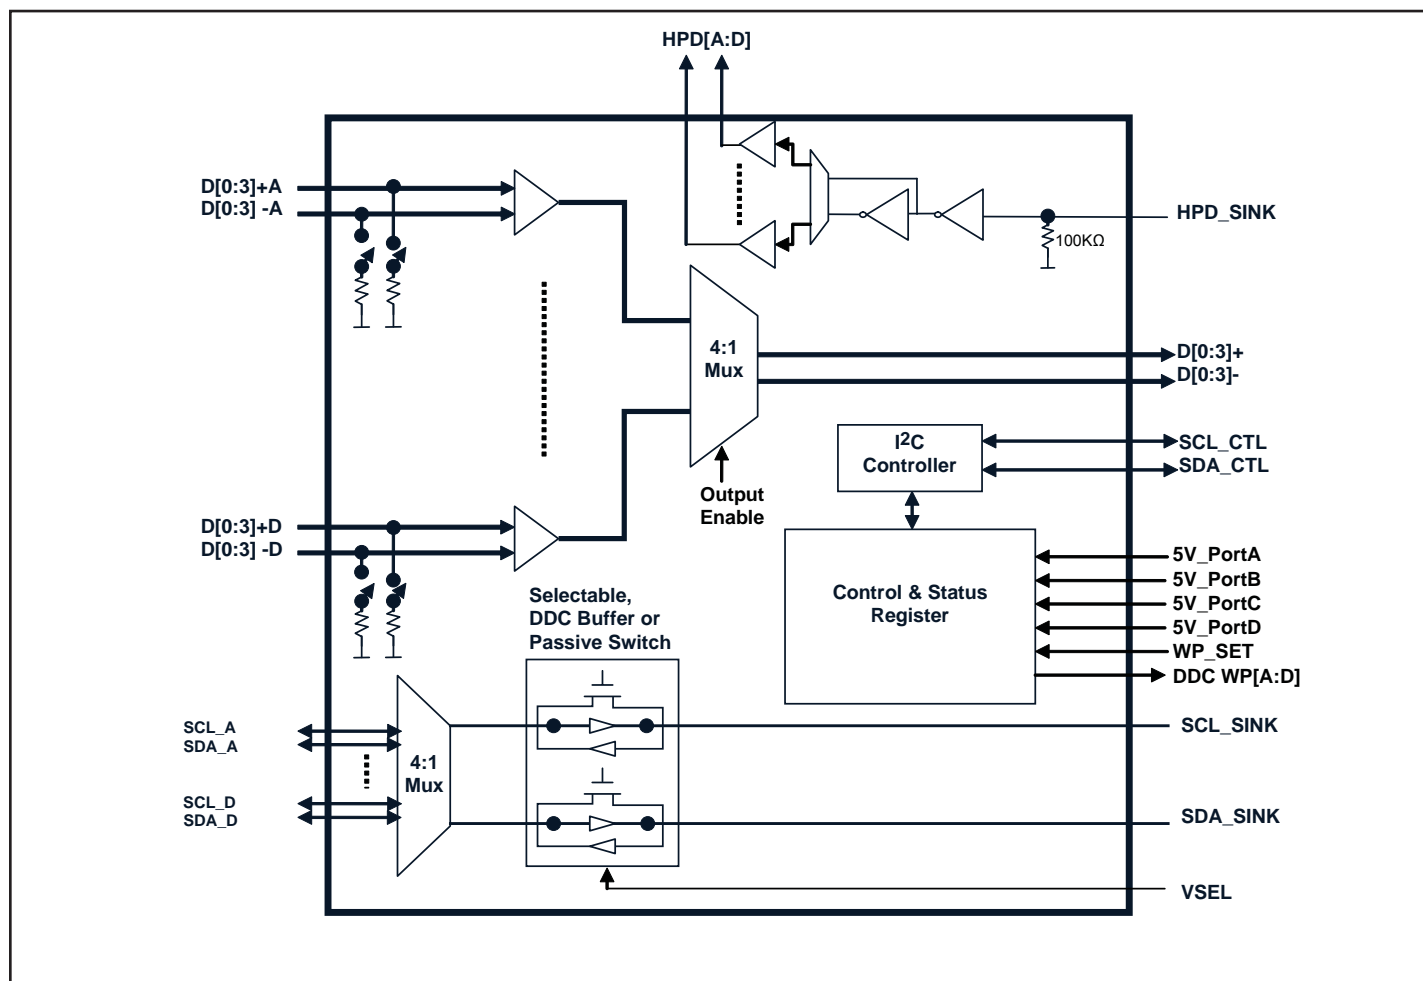 HPD[A:D]
D[0:3]+A
D[0:3] -A
HPD_SINK
100KΩ
4:1
Mux
D[0:3]+
D[0:3]-
I2C
Controller
SCL_CTL
SDA_CTL
Output
Enable
D[0:3]+D
D[0:3] -D
Control & Status
Register
5V_PortA
5V_PortB
5V_PortC
5V_PortD
WP_SET
DDC WP[A:D]
Selectable,
DDC Buffer or
Passive Switch
SCL_A
SDA_A
4:1
Mux
SCL_D
SDA_D
SCL_SINK
SDA_SINK
VSEL